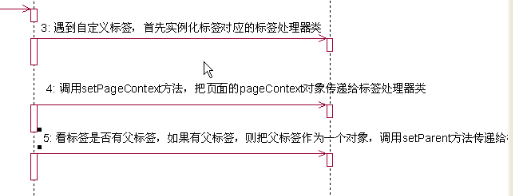 3: 遇到自定义标签，首先实例化标签对应的标签处理器类
4: 调用setPageContext方法，把页面的pageContext对象传递给标签处理器类
5: 看标签是否有父标签，如果有父标签，则把父标签作为一个对象，调用setParent方法传递给